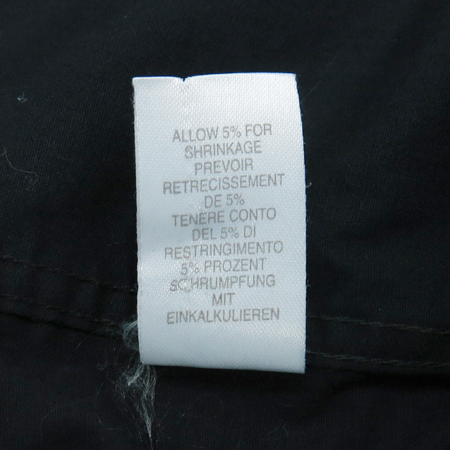 ALLOW 5% FOR
SHRINKAGE
PREVOIR
RETRECISSEMENT
DE 5%
TENERE CONTO
DEL 5% DI
RESTRINGIMENTO
5% PROZENT
SCHRUMPFUNG
MIT
EINKALKULIEREN